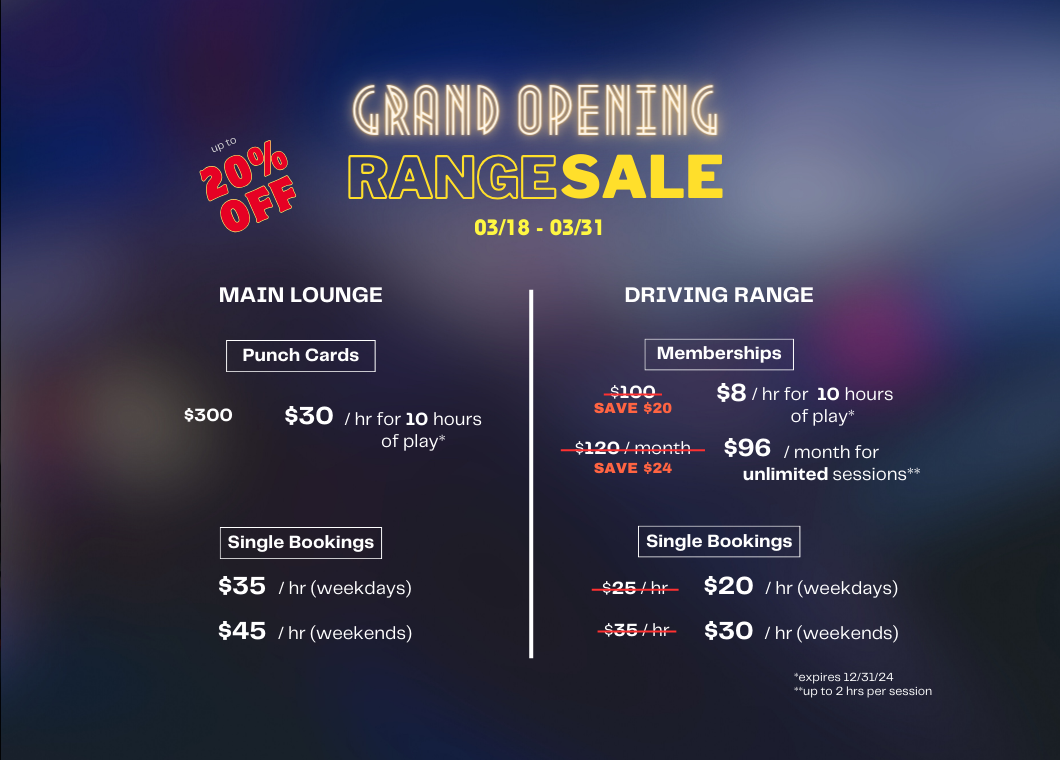 GRAND OPENING
up to
20%
OFF
RANGE SALE
03/18 - 03/31
MAIN LOUNGE
Punch Cards
$300 $30 / hr for 10 hours
of play*
Single Bookings
$35 / hr (weekdays)
$45 / hr (weekends)
DRIVING RANGE
Memberships
$100 $8 / hr for 10 hours
SAVE $20 of play*
$120 / month $96 / month for
SAVE $24 unlimited sessions**
Single Bookings
$25 / hr $20 / hr (weekdays)
$35 / hr $30 / hr (weekends)
*expires 12/31/24
**up to 2 hrs per session